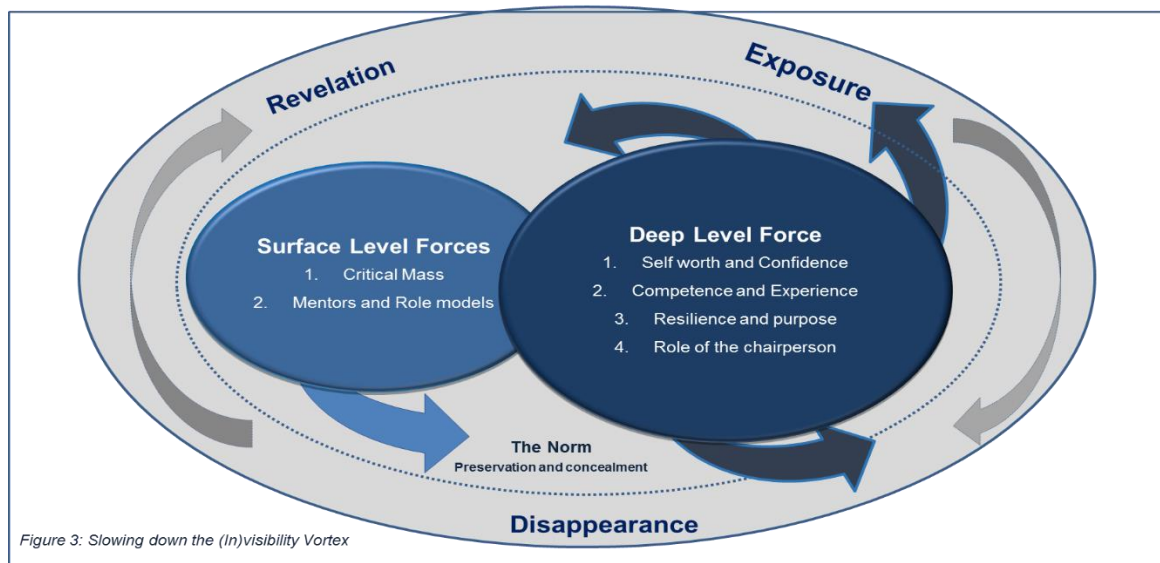 Revelation
Exposure
Surface Level Forces
1. Critical Mass
2. Mentors and Role models
Deep Level Force
1. Self worth and Confidence
2. Competence and Experience
3. Resilience and purpose
4. Role of the chairperson
The Norm
Preservation and concealment
Disappearance
Figure 3: Slowing down the (In)visibility Vortex